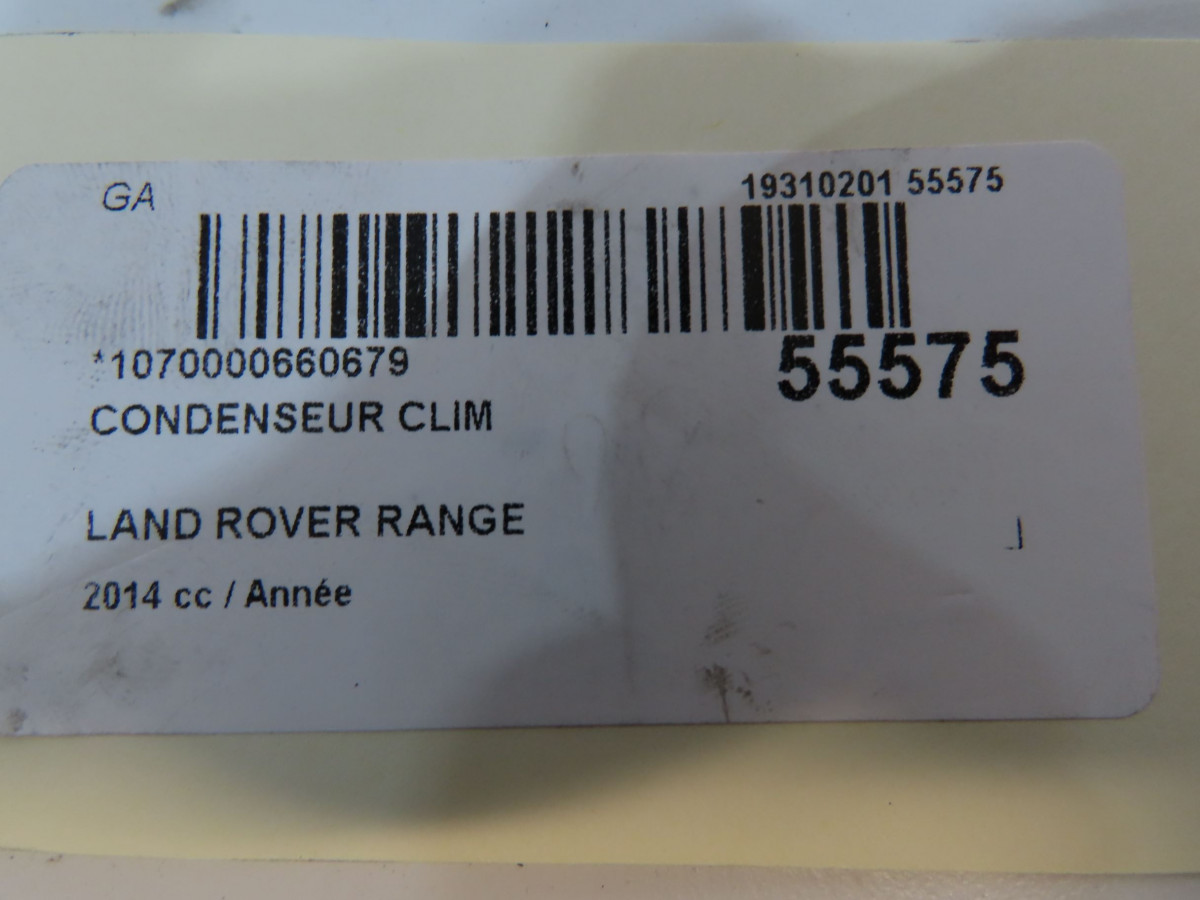 GA
19310201 55575
*1070000660679
55575
CONDENSEUR CLIM
LAND ROVER RANGE
2014 cc / Année